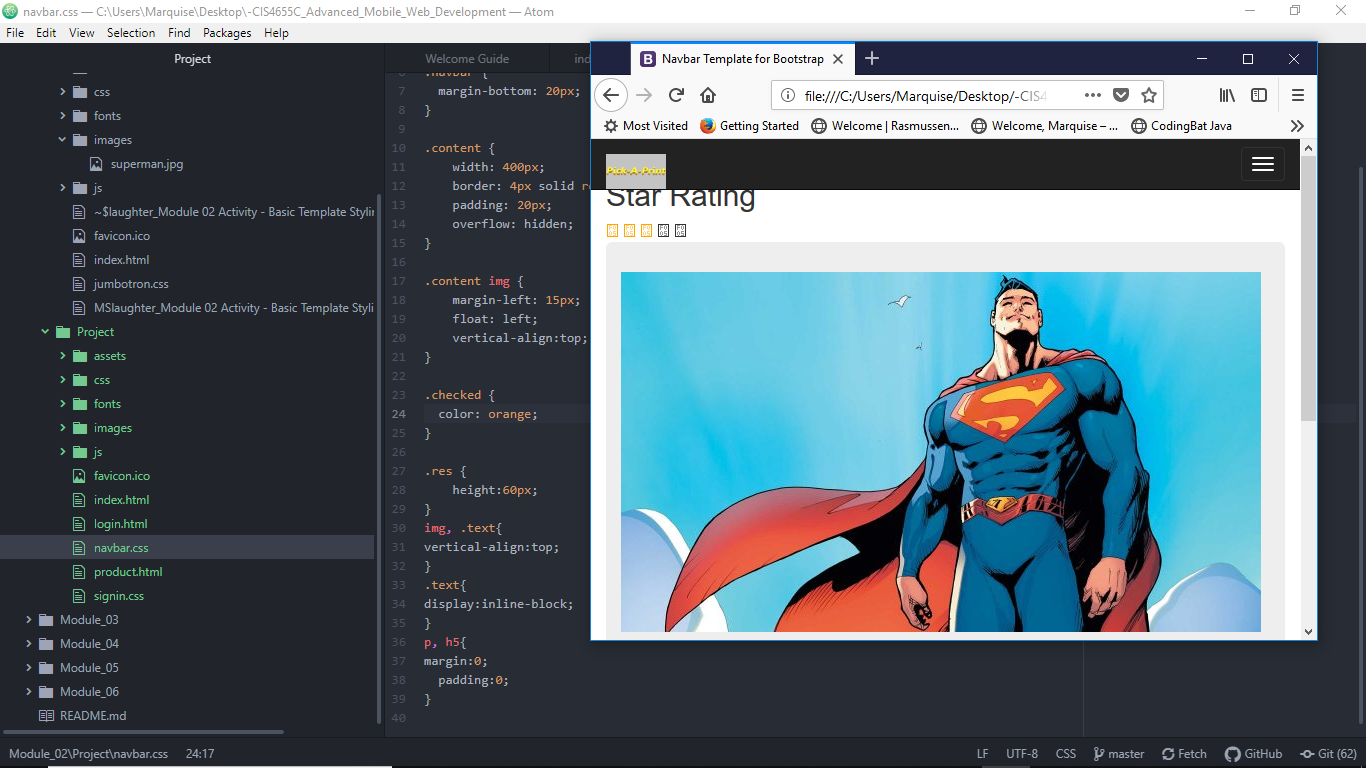 navbar.css — C:\Users\Marquise\Desktop\-CIS4655C_Advanced_Mobile_Web_Development — Atom
File Edit View Selection Find Packages Help
Project
css
fonts
images
superman.jpg
js
~$laughter_Module 02 Activity - Basic Template Stylin
favicon.ico
index.html
jumbotron.css
MSlaughter_Module 02 Activity - Basic Template Styli
Project
assets
css
fonts
images
js
favicon.ico
index.html
login.html
navbar.css
product.html
signin.css
Module_03
Module_04
Module_05
Module_06
README.md
Welcome Guide
ind
6 .navbar {
7 margin-bottom: 20px;
8 }
9
10 .content {
11 width: 400px;
12 border: 4px solid r
13 padding: 20px;
14 overflow: hidden;
15 }
16
17 .content img {
18 margin-left: 15px;
19 float: left;
20 vertical-align:top;
21 }
22
23 .checked {
24 color: orange;
25 }
26
27 .res {
28 height:60px;
29 }
30 img, .text{
31 vertical-align:top;
32 }
33 .text{
34 display:inline-block;
35 }
36 p, h5{
37 margin:0;
38 padding:0;
39 }
40
Navbar Template for Bootstrap
file:///C:/Users/Marquise/Desktop/-CIS4
Most Visited Getting Started Welcome | Rasmussen... Welcome, Marquise – ... CodingBat Java
Pick-A-Print
Star Rating
Module_02\Project\navbar.css 24:17
LF UTF-8 CSS master Fetch GitHub Git (62)